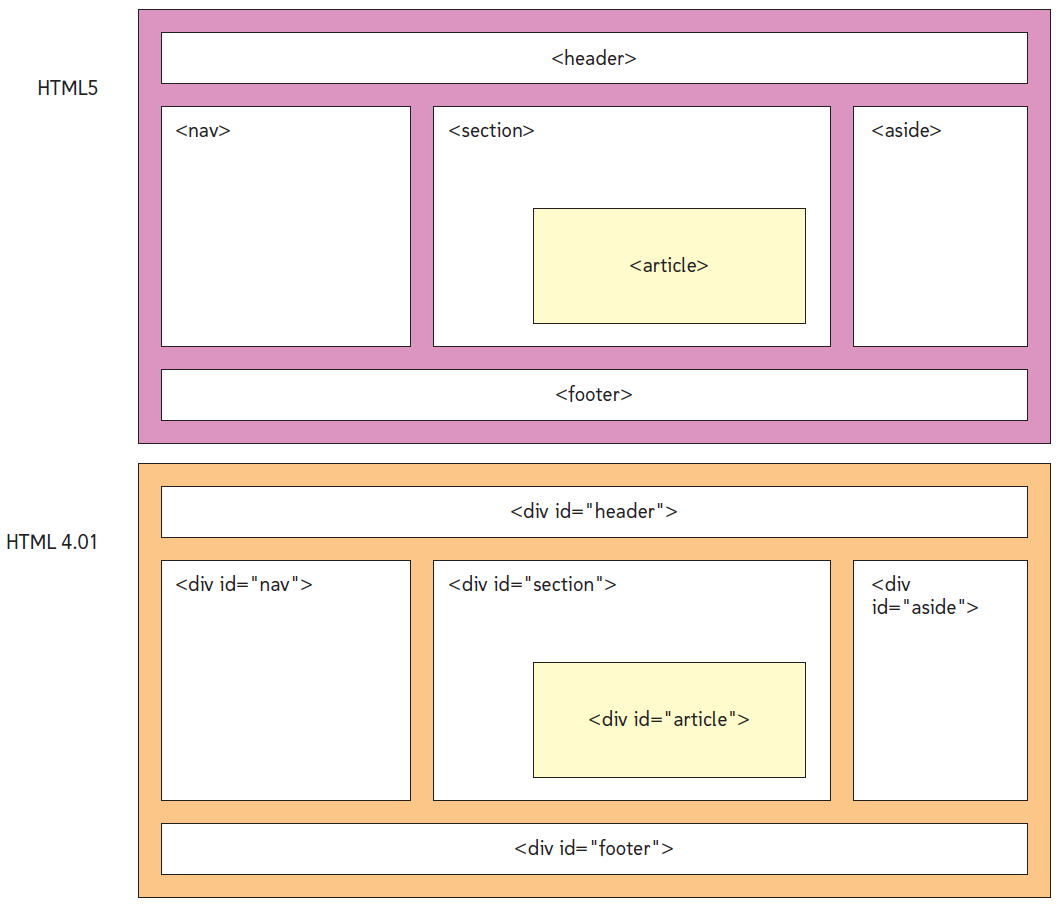 <header>
HTML5
<nav>
<section>
<aside>
<article>
<footer>
<div id="header">
HTML 4.01
<div id="nav">
<div id="section">
<div
id="aside">
<div id="article">
<div id="footer">